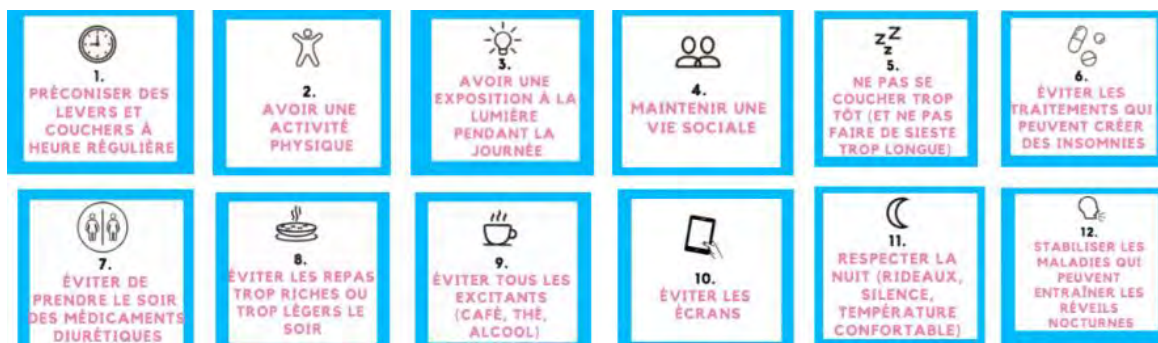 1.
PRÉCONISER DES
LEVERS ET
COUCHERS À
HEURE RÉGULIÈRE
2.
AVOIR UNE
ACTIVITÉ
PHYSIQUE
3.
AVOIR UNE
EXPOSITION À LA
LUMIÈRE
PENDANT LA
JOURNÉE
4.
MAINTENIR UNE
VIE SOCIALE
zzZ
5.
NE PAS SE
COUCHER TROP
TÔT (ET NE PAS
FAIRE DE SIESTE
TROP LONGUE)
6.
ÉVITER LES
TRAITEMENTS QUI
PEUVENT CRÉER
DES INSOMNIES
7.
ÉVITER DE
PRENDRE LE SOIR
DES MÉDICAMENTS
DIURÉTIQUES
8.
ÉVITER LES REPAS
TROP RICHES OU
TROP LÉGERS LE
SOIR
9.
ÉVITER TOUS LES
EXCITANTS
(CAFÉ, THÉ,
ALCOOL)
10.
ÉVITER LES
ÉCRANS
11.
RESPECTER LA
NUIT (RIDEAUX,
SILENCE,
TEMPÉRATURE
CONFORTABLE)
12.
STABILISER LES
MALADIES QUI
PEUVENT
ENTRAÎNER LES
RÉVEILS
NOCTURNES